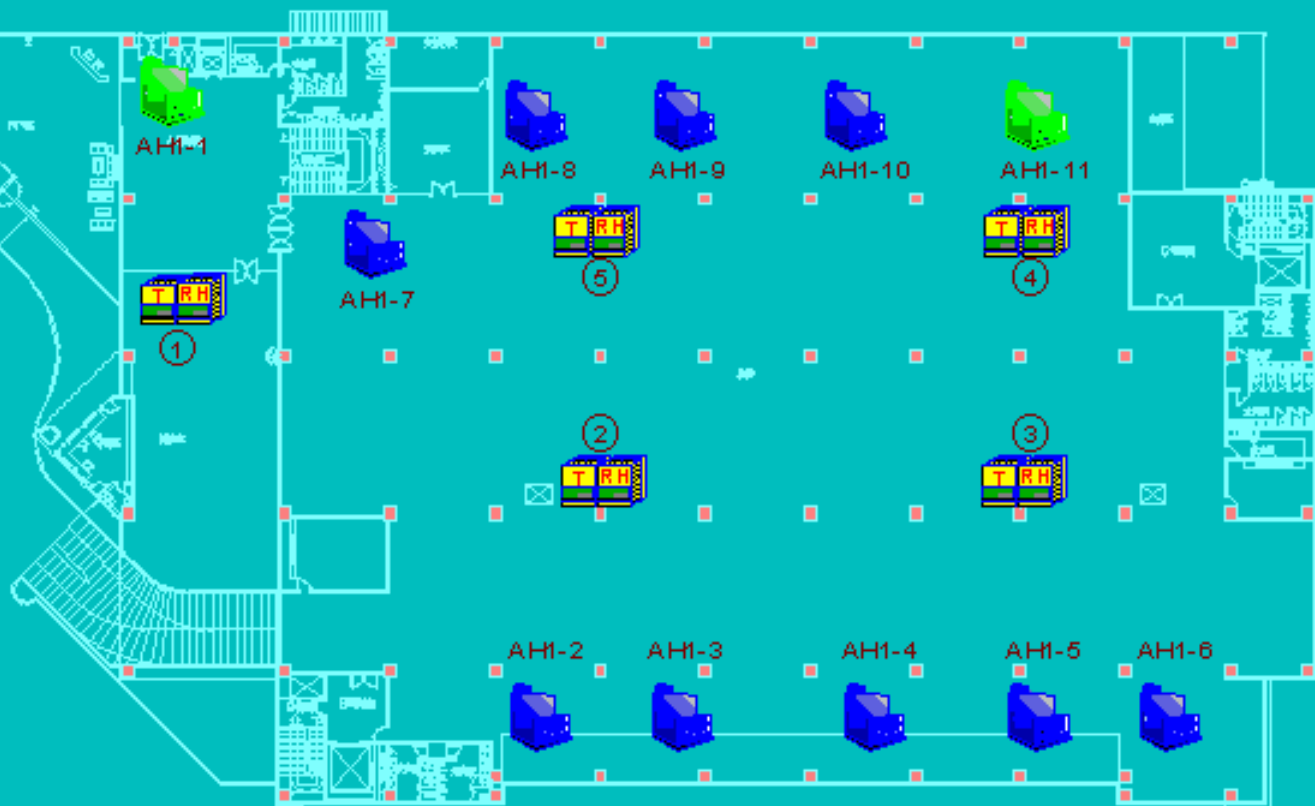 AH1-1
AH1-8
AH1-9
AH1-10
AH1-11
T RH
5
T RH
4
AH1-7
T RH
1
2
T RH
3
T RH
AH1-2
AH1-3
AH1-4
AH1-5
AH1-6